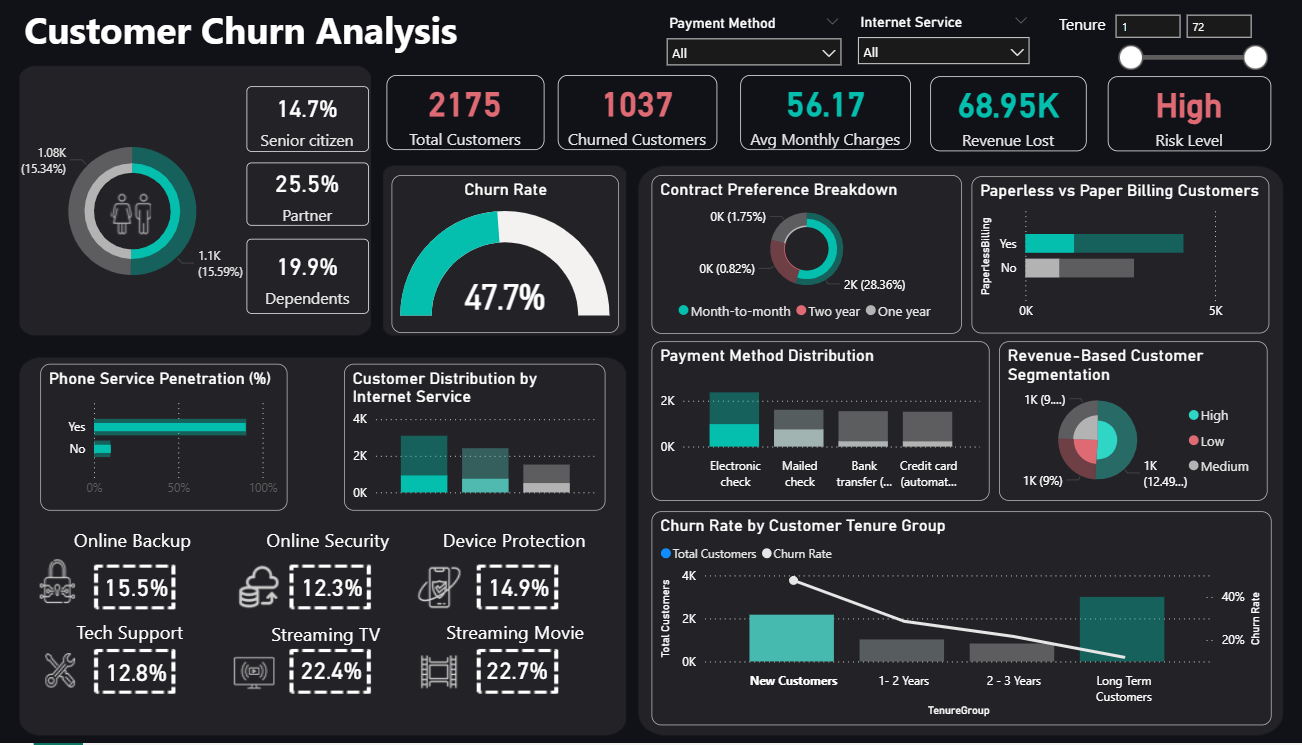 Customer Churn Analysis
Payment Method
All
Internet Service
All
Tenure
1
72
1.08K
(15.34%)
1.1K
(15.59%)
14.7%
Senior citizen
25.5%
Partner
19.9%
Dependents
2175
Total Customers
1037
Churned Customers
56.17
Avg Monthly Charges
68.95K
Revenue Lost
High
Risk Level
Churn Rate
47.7%
Contract Preference Breakdown
0K (1.75%)
0K (0.82%)
2K (28.36%)
Month-to-month
Two year
One year
Paperless vs Paper Billing Customers
PaperlessBilling
Yes
No
0K
5K
Phone Service Penetration (%)
Yes
No
0%
50%
100%
Customer Distribution by
Internet Service
4K
2K
0K
Payment Method Distribution
2K
0K
Electronic
check
Mailed
check
Bank
transfer (...
Credit card
(automat...
Revenue-Based Customer
Segmentation
1K (9....)
1K (9%)
1K
(12.49...)
High
Low
Medium
Online Backup
15.5%
Online Security
12.3%
Device Protection
14.9%
Tech Support
12.8%
Streaming TV
22.4%
Streaming Movie
22.7%
Churn Rate by Customer Tenure Group
Total Customers
Churn Rate
Total Customers
4K
2K
0K
40%
20%
Churn Rate
New Customers
1- 2 Years
2 - 3 Years
Long Term
Customers
TenureGroup